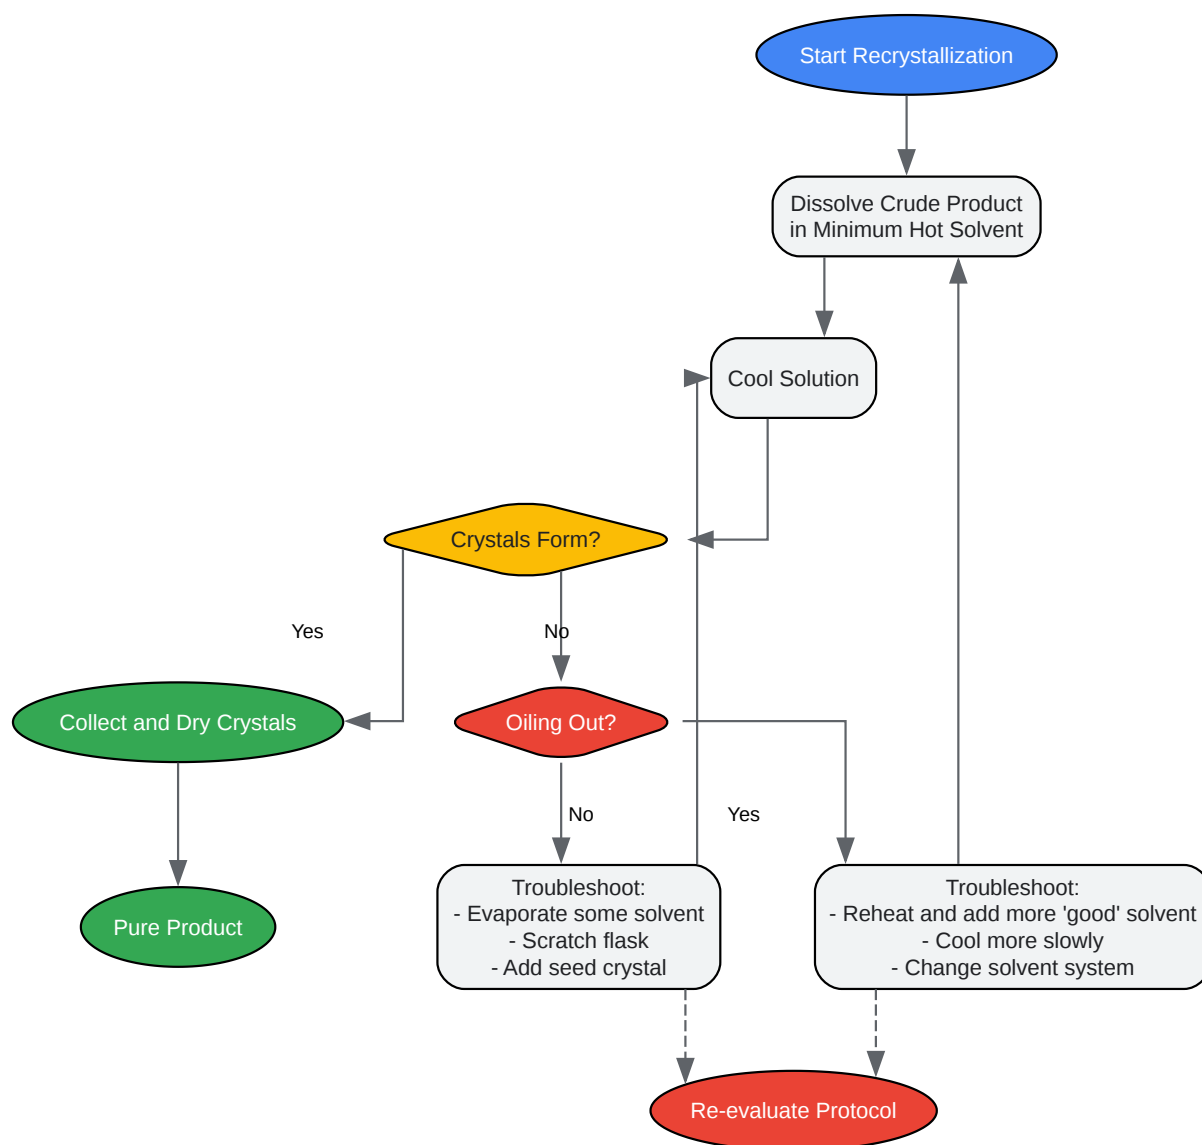 Start Recrystallization
Dissolve Crude Product
in Minimum Hot Solvent
Cool Solution
Crystals Form?
Yes
No
Collect and Dry Crystals
Oiling Out?
No
Yes
Pure Product
Troubleshoot:
- Evaporate some solvent
- Scratch flask
- Add seed crystal
Troubleshoot:
- Reheat and add more 'good' solvent
- Cool more slowly
- Change solvent system
Re-evaluate Protocol